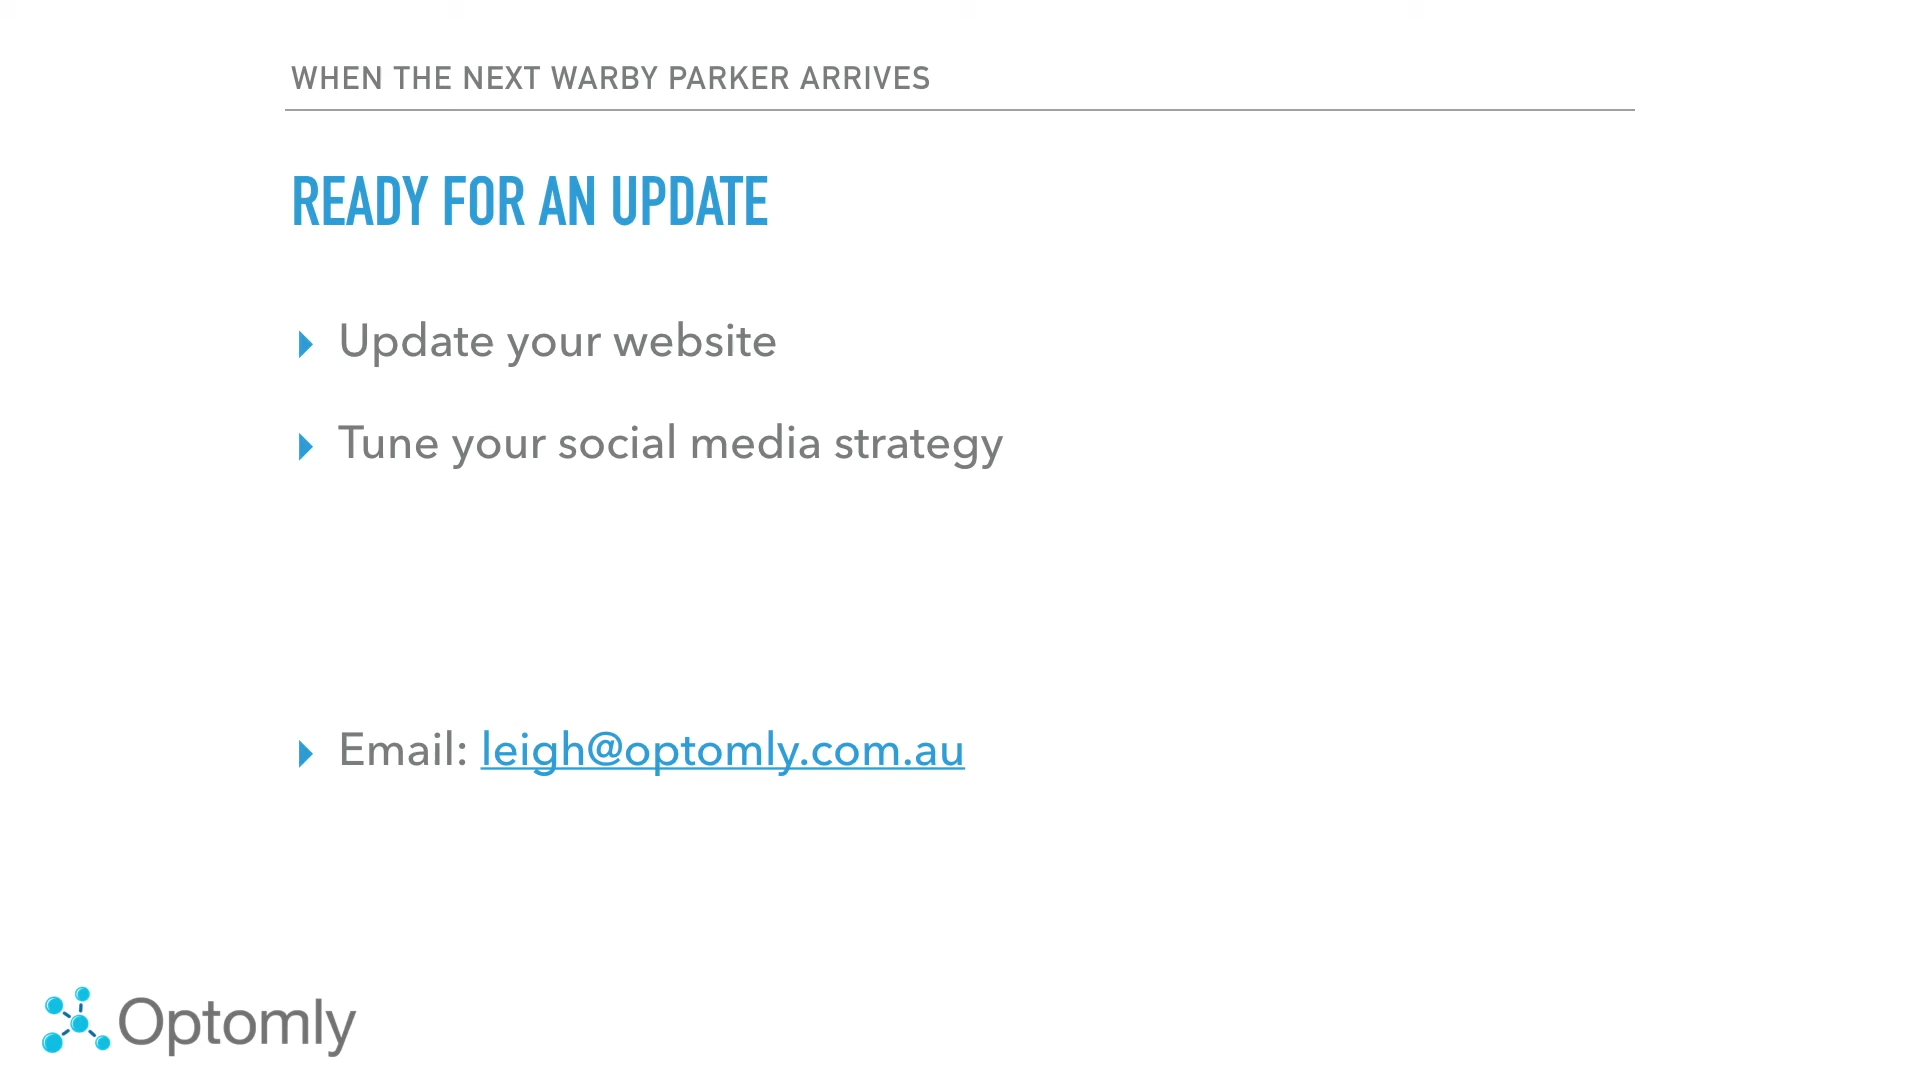 WHEN THE NEXT WARBY PARKER ARRIVES
READY FOR AN UPDATE
Update your website
Tune your social media strategy
Email: leigh@optomly.com.au
Optomly